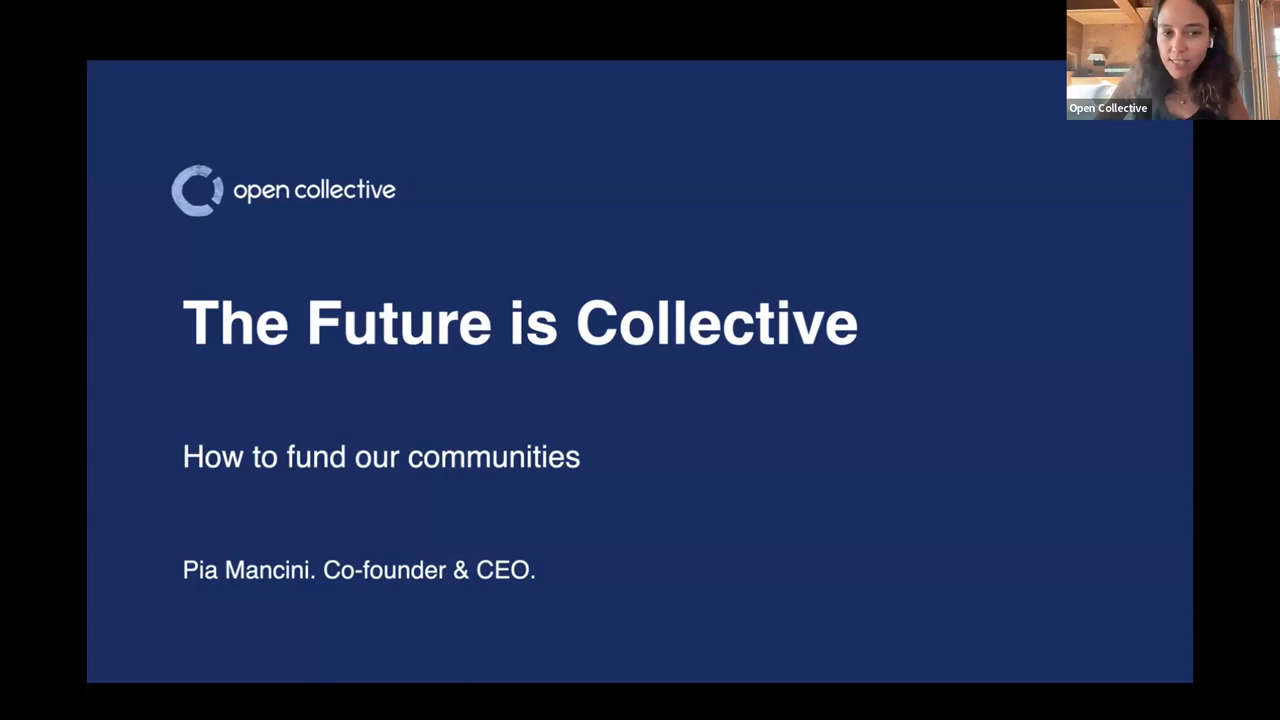 Open Collective
open collective
The Future is Collective
How to fund our communities
Pia Mancini. Co-founder & CEO.